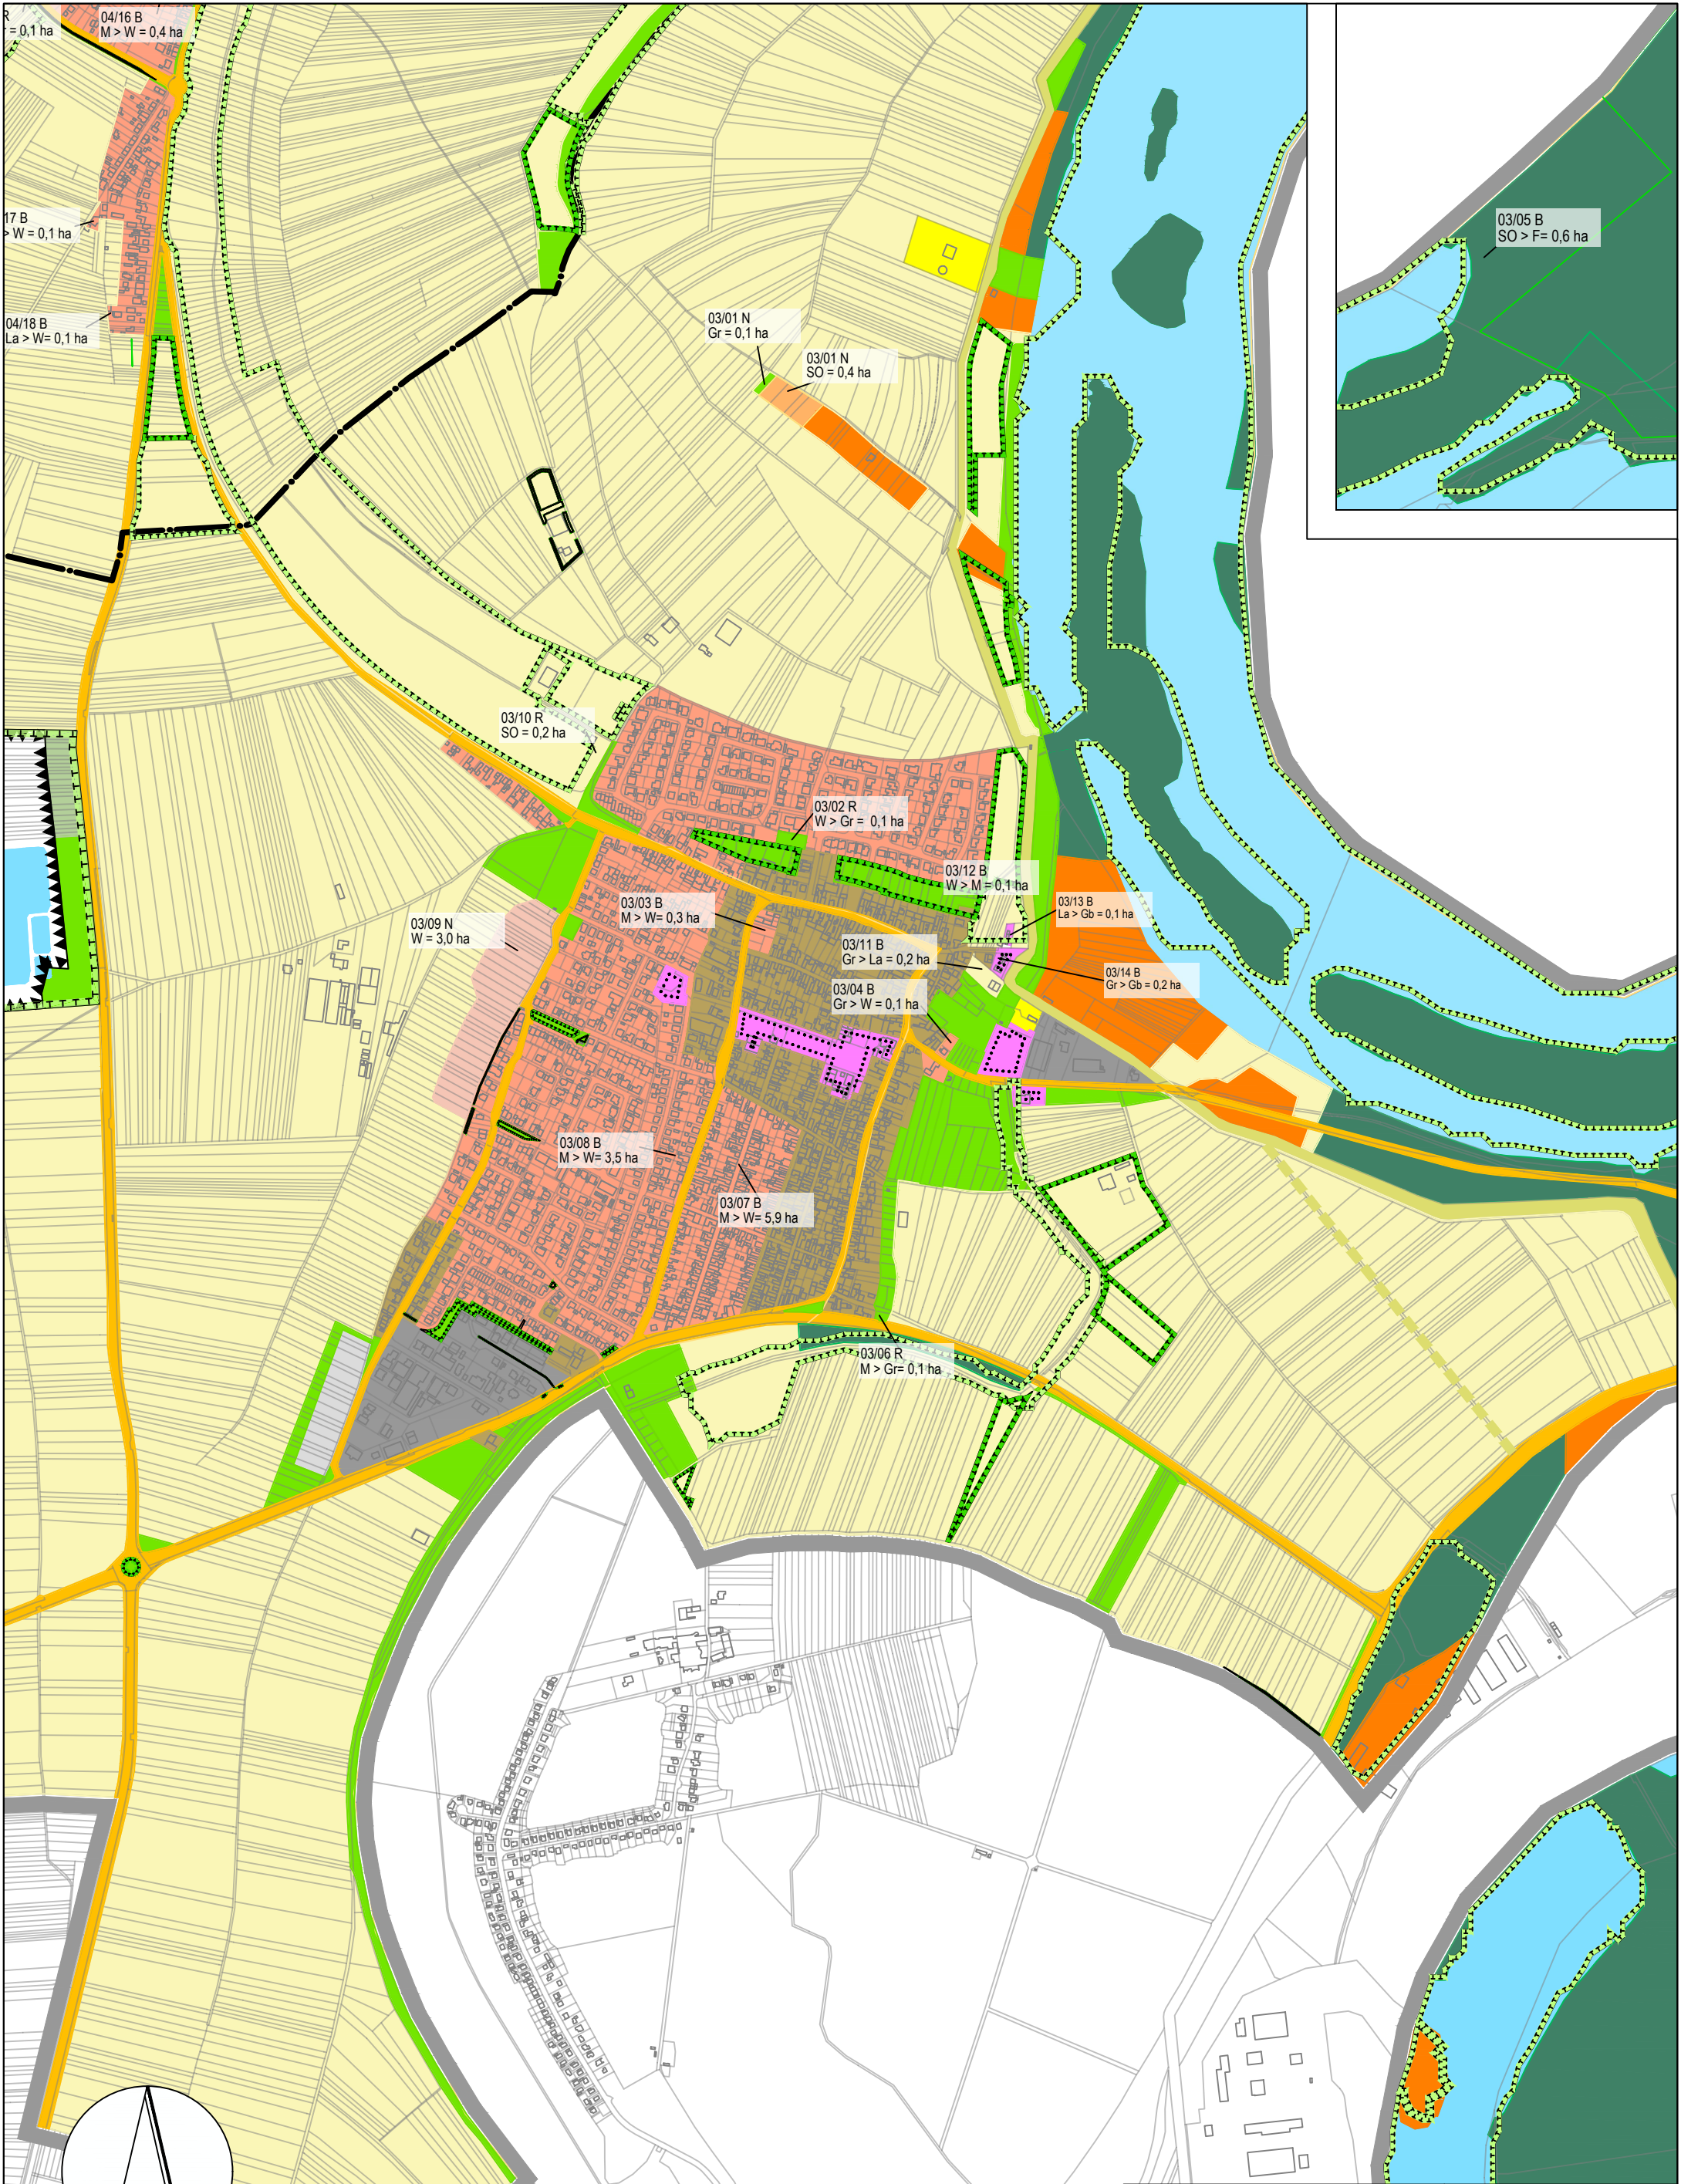 = 0,1 ha
04/16 B
M > W = 0,4 ha
03/05 B
SO > F= 0,6 ha
17 B
> W = 0,1 ha
04/18 B
La > W= 0,1 ha
03/01 N
Gr = 0,1 ha
03/01 N
SO = 0,4 ha
03/10 R
SO = 0,2 ha
03/02 R
W > Gr = 0,1 ha
03/12 B
W > M = 0,1 ha
03/03 B
M > W= 0,3 ha
03/13 B
La > Gb = 0,1 ha
03/09 N
W = 3,0 ha
03/11 B
Gr > La = 0,2 ha
03/14 B
Gr > Gb = 0,2 ha
03/04 B
Gr > W = 0,1 ha
03/08 B
M > W= 3,5 ha
03/07 B
M > W= 5,9 ha
03/06 R
M > Gr= 0,1 ha